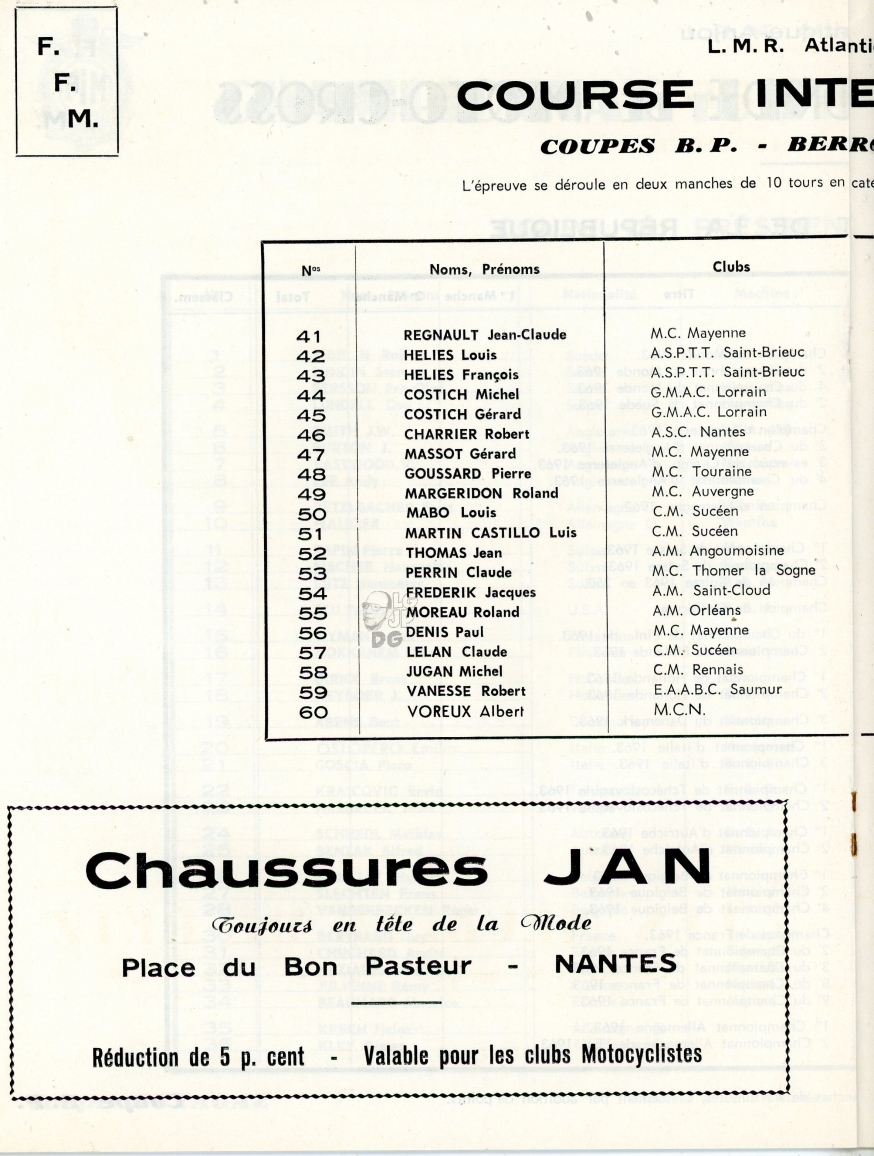 F.
F.
M.
L. M. R. Atlanti
COURSE INTE
COUPES B. P. - BERR
L'épreuve se déroule en deux manches de 10 tours en caté
Nos Noms, Prénoms Clubs
41 REGNAULT Jean-Claude M.C. Mayenne
42 HELIES Louis A.S.P.T.T. Saint-Brieuc
43 HELIES François A.S.P.T.T. Saint-Brieuc
44 COSTICH Michel G.M.A.C. Lorrain
45 COSTICH Gérard G.M.A.C. Lorrain
46 CHARRIER Robert A.S.C. Nantes
47 MASSOT Gérard M.C. Mayenne
48 GOUSSARD Pierre M.C. Touraine
49 MARGERIDON Roland M.C. Auvergne
50 MABO Louis C.M. Sucéen
51 MARTIN CASTILLO Luis C.M. Sucéen
52 THOMAS Jean A.M. Angoumoisine
53 PERRIN Claude M.C. Thomer la Sogne
54 FREDERIK Jacques A.M. Saint-Cloud
55 MOREAU Roland A.M. Orléans
56 DENIS Paul M.C. Mayenne
57 LELAN Claude C.M. Sucéen
58 JUGAN Michel C.M. Rennais
59 VANESSE Robert E.A.A.B.C. Saumur
60 VOREUX Albert M.C.N.
LG
JD
DG
Chaussures JAN
Toujours en tête de la Mode
Place du Bon Pasteur - NANTES
Réduction de 5 p. cent - Valable pour les clubs Motocyclistes